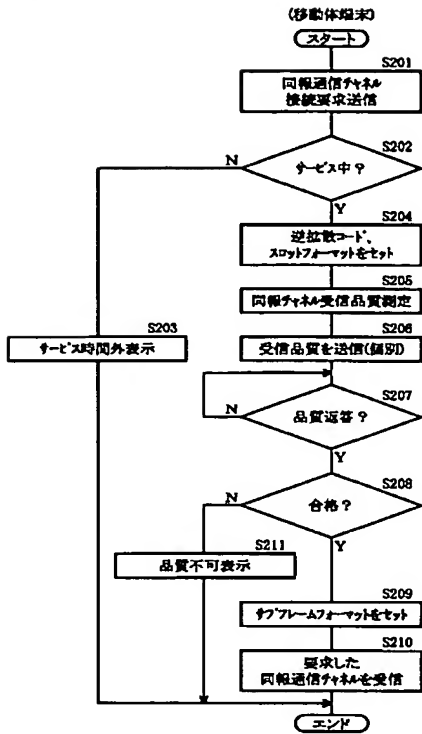 (移動体端末)
スタート
S201
同報通信チャネル
接続要求送信
S202
サービス中？
N
Y
S204
逆拡散コード、
スロットフォーマットをセット
S205
同報チャネル受信品質測定
S203
サービス時間外表示
S206
受信品質を送信(個別)
S207
品質返答？
N
Y
S208
合格？
N
Y
S211
品質不可表示
S209
サブフレームフォーマットをセット
S210
要求した
同報通信チャネルを受信
エンド